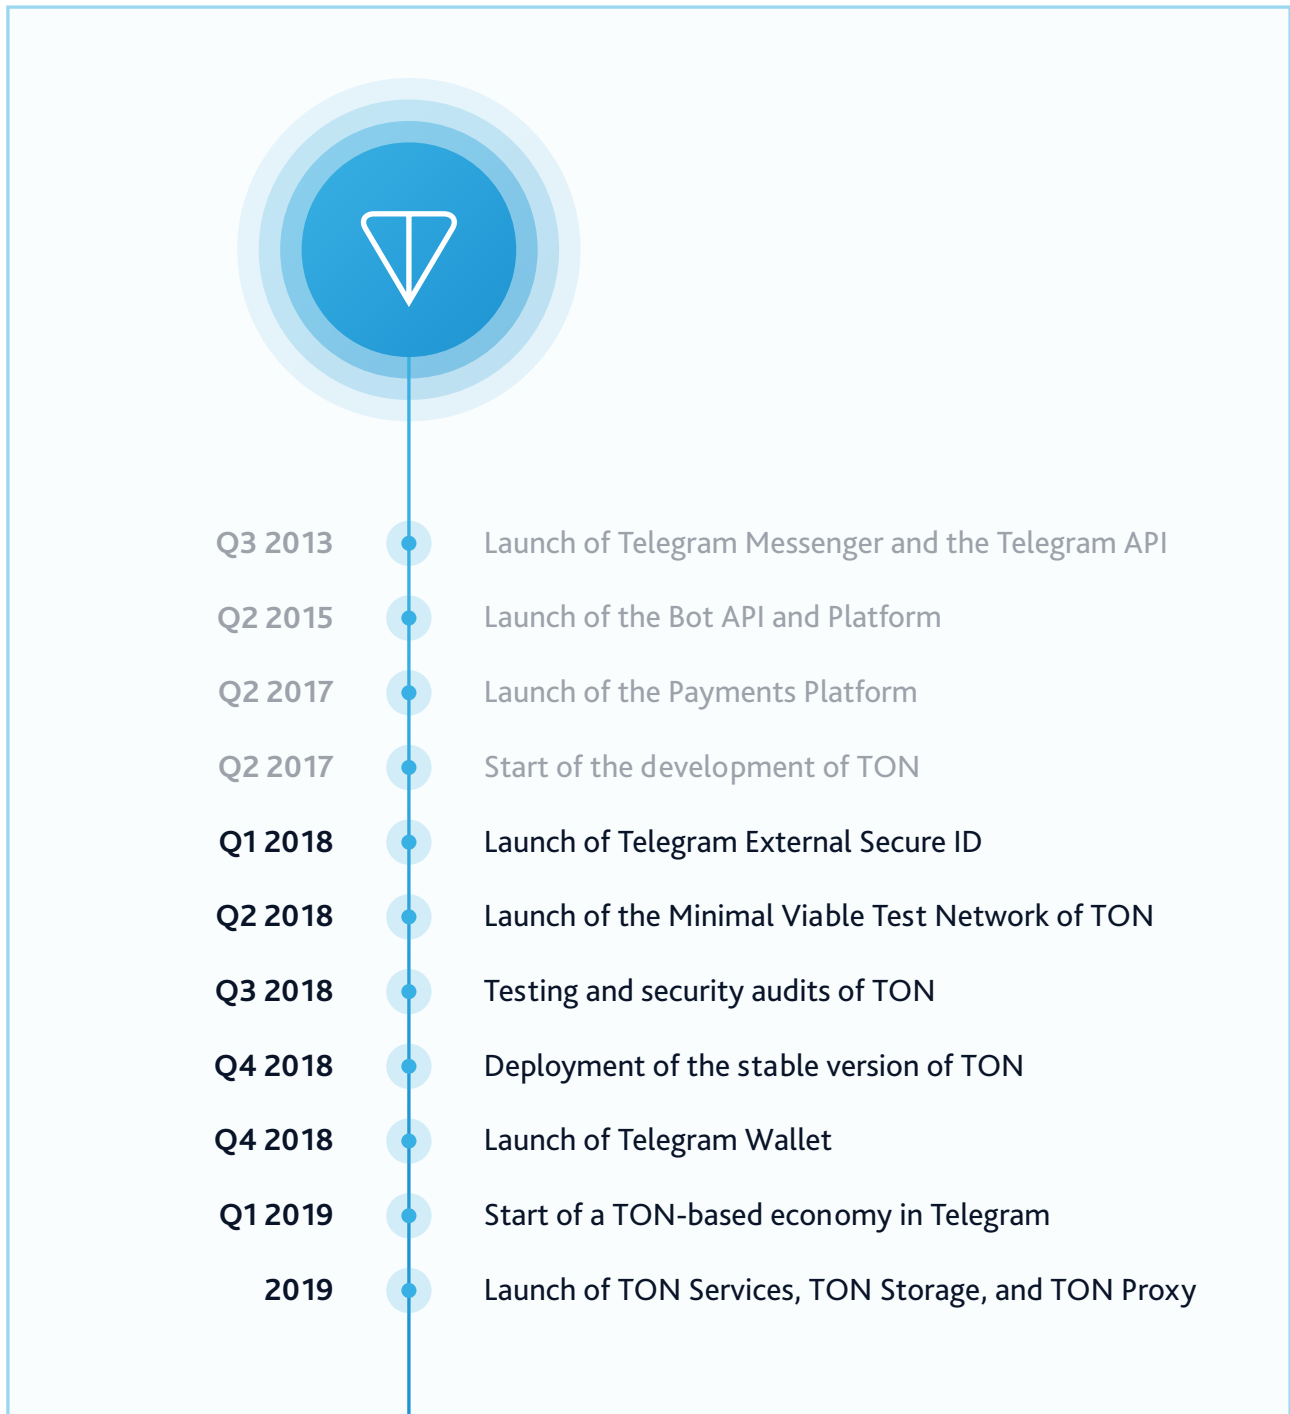 Q3 2013 Launch of Telegram Messenger and the Telegram API
Q2 2015 Launch of the Bot API and Platform
Q2 2017 Launch of the Payments Platform
Q2 2017 Start of the development of TON
Q1 2018 Launch of Telegram External Secure ID
Q2 2018 Launch of the Minimal Viable Test Network of TON
Q3 2018 Testing and security audits of TON
Q4 2018 Deployment of the stable version of TON
Q4 2018 Launch of Telegram Wallet
Q1 2019 Start of a TON-based economy in Telegram
2019 Launch of TON Services, TON Storage, and TON Proxy